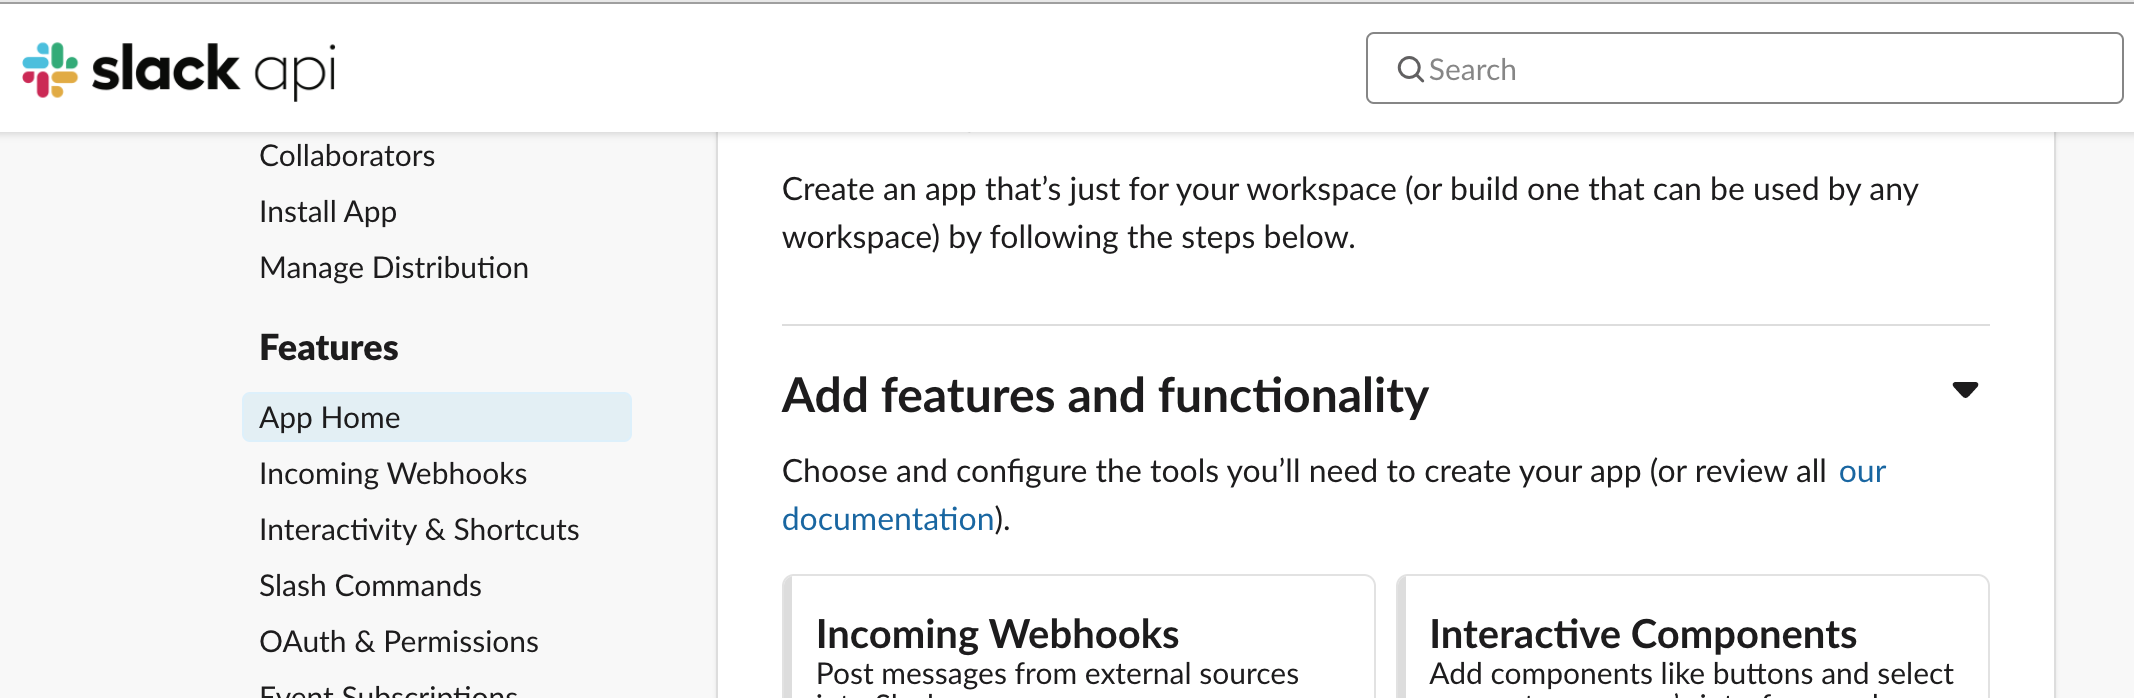 slack api
Search
Collaborators
Install App
Manage Distribution
Features
App Home
Incoming Webhooks
Interactivity & Shortcuts
Slash Commands
OAuth & Permissions
Event Subscriptions
Create an app that’s just for your workspace (or build one that can be used by any
workspace) by following the steps below.
Add features and functionality
Choose and configure the tools you’ll need to create your app (or review all our
documentation).
Incoming Webhooks
Post messages from external sources
Interactive Components
Add components like buttons and select